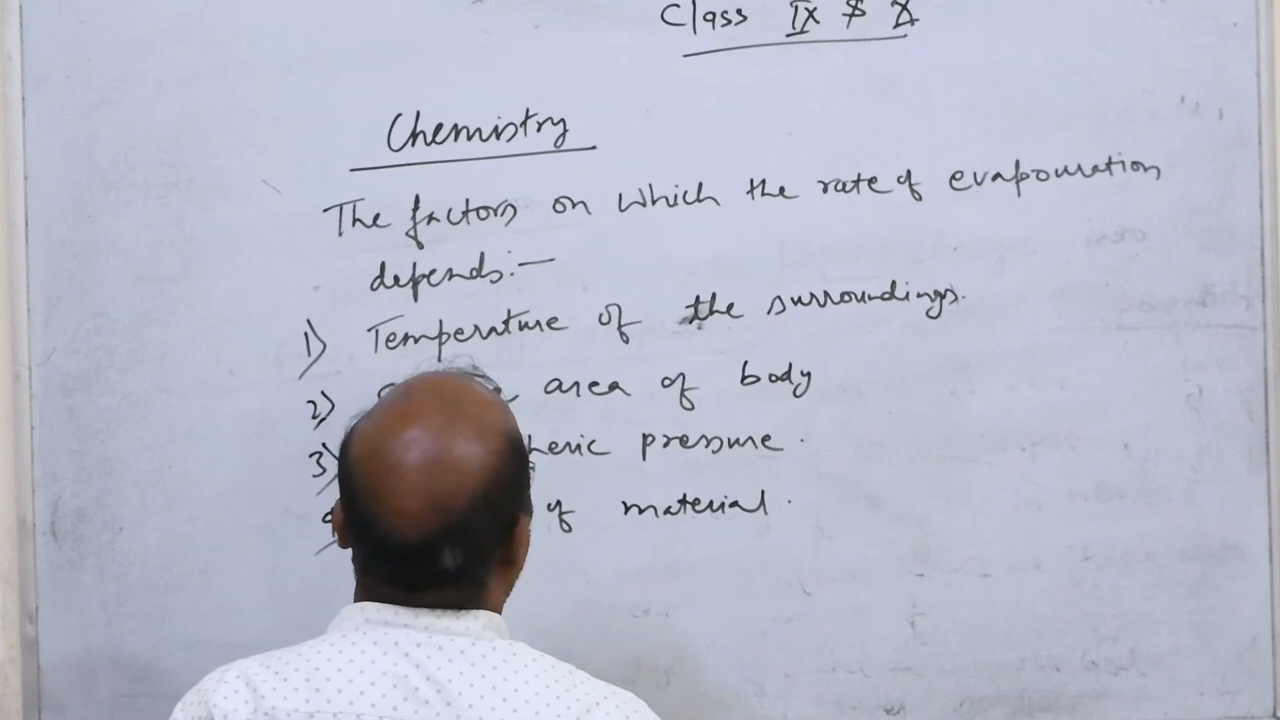 Class IX & X
Chemistry
The factors on which the rate of evapouration
depends:-
1) Temperature of the surroundings.
2) area of body
3) pressure.
of material.